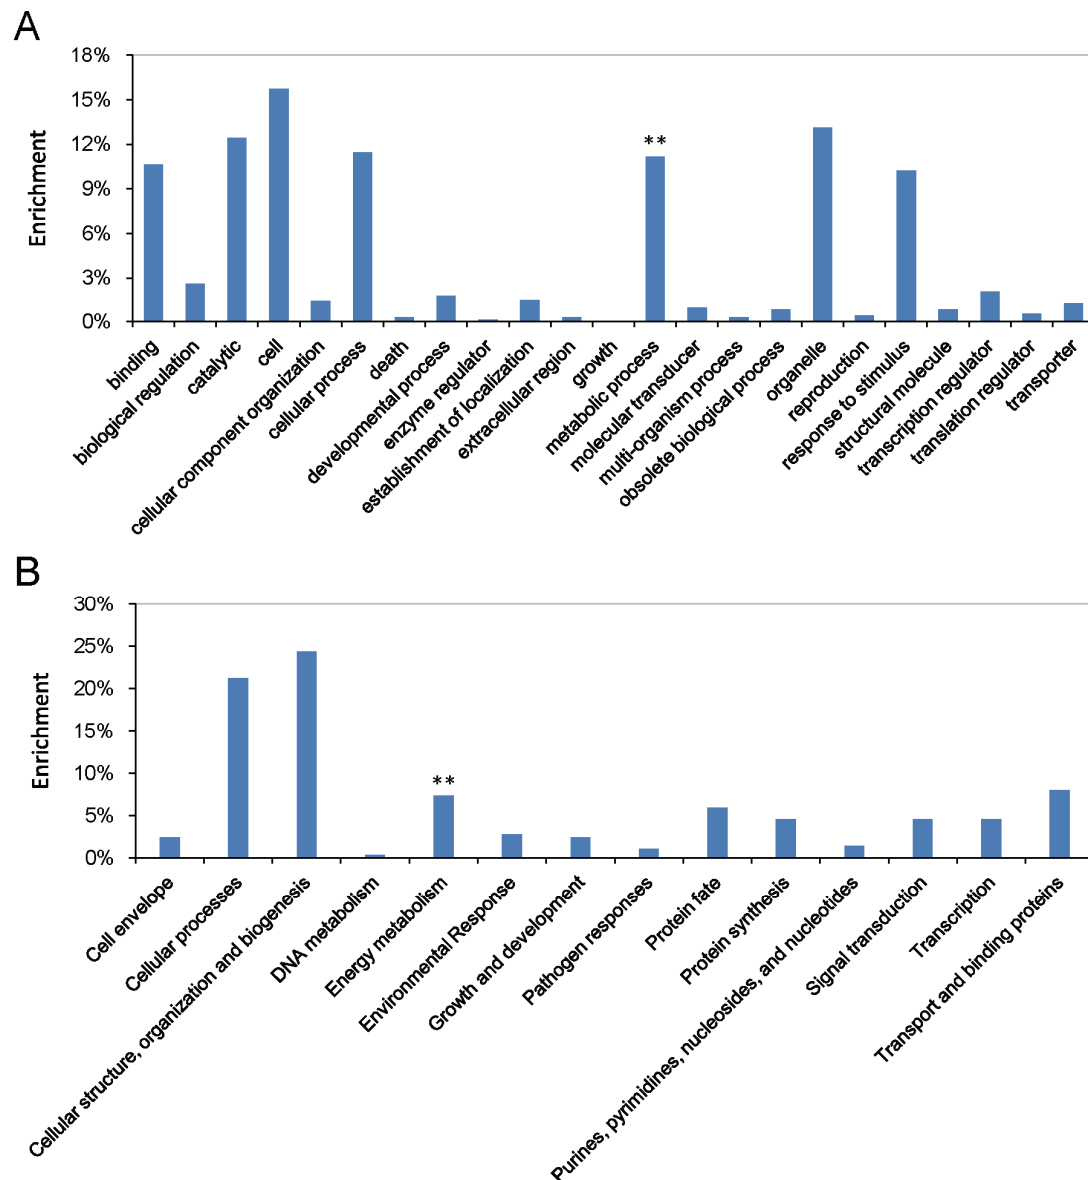 A
18%
15%
12%
9%
6%
3%
0%
Enrichment
**
binding
biological regulation
catalytic
cell
cellular component organization
cellular process
death
developmental process
enzyme regulator
establishment of localization
extracellular region
growth
metabolic process
molecular transducer
multi-organism process
obsolete biological process
organelle
reproduction
response to stimulus
structural molecule
transcription regulator
translation regulator
transporter
B
30%
25%
20%
15%
10%
5%
0%
Enrichment
**
Cell envelope
Cellular processes
Cellular structure, organization and biogenesis
DNA metabolism
Energy metabolism
Environmental Response
Growth and development
Pathogen responses
Protein fate
Protein synthesis
Purines, pyrimidines, nucleosides, and nucleotides
Signal transduction
Transcription
Transport and binding proteins